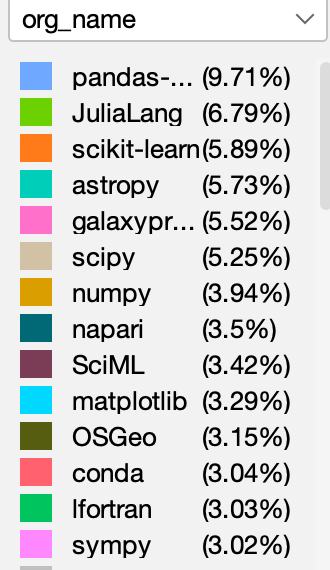 org_name
pandas-... (9.71%)
JuliaLang (6.79%)
scikit-learn (5.89%)
astropy (5.73%)
galaxypr... (5.52%)
scipy (5.25%)
numpy (3.94%)
napari (3.5%)
SciML (3.42%)
matplotlib (3.29%)
OSGeo (3.15%)
conda (3.04%)
lfortran (3.03%)
sympy (3.02%)